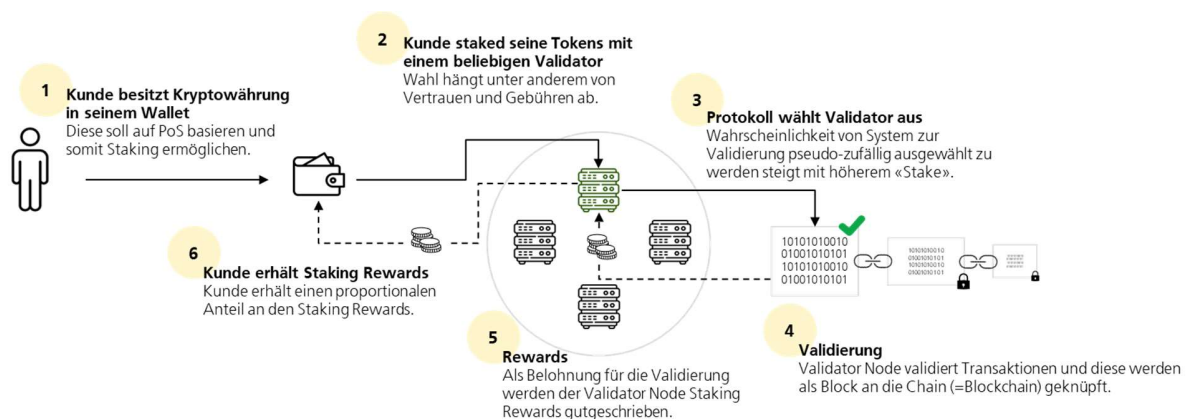 1
Kunde besitzt Kryptowährung
in seinem Wallet
Diese soll auf PoS basieren und
somit Staking ermöglichen.
2
Kunde staked seine Tokens mit
einem beliebigen Validator
Wahl hängt unter anderem von
Vertrauen und Gebühren ab.
3
Protokoll wählt Validator aus
Wahrscheinlichkeit von System zur
Validierung pseudo-zufällig ausgewählt zu
werden steigt mit höherem «Stake».
10101010010
01001010101
10101010010
01001010101
10101010010
01001010101
10101010010
01001010101
4
Validierung
Validator Node validiert Transaktionen und diese werden
als Block an die Chain (=Blockchain) geknüpft.
5
Rewards
Als Belohnung für die Validierung
werden der Validator Node Staking
Rewards gutgeschrieben.
6
Kunde erhält Staking Rewards
Kunde erhält einen proportionalen
Anteil an den Staking Rewards.